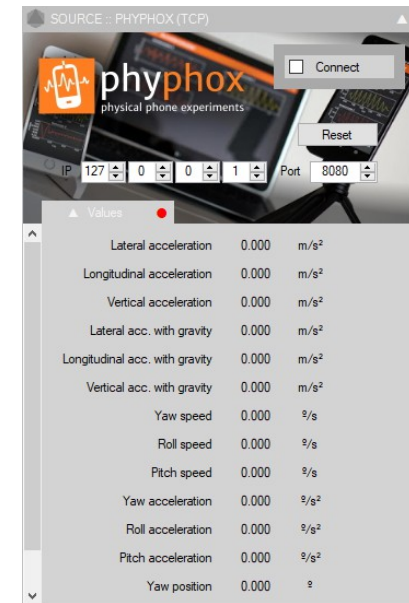 SOURCE :: PHYPHOX (TCP)
Connect
phyphox
physical phone experiments
Reset
IP 127 0 0 1 Port 8080
Values
Lateral acceleration 0.000 m/s²
Longitudinal acceleration 0.000 m/s²
Vertical acceleration 0.000 m/s²
Lateral acc. with gravity 0.000 m/s²
Longitudinal acc. with gravity 0.000 m/s²
Vertical acc. with gravity 0.000 m/s²
Yaw speed 0.000 º/s
Roll speed 0.000 º/s
Pitch speed 0.000 º/s
Yaw acceleration 0.000 º/s²
Roll acceleration 0.000 º/s²
Pitch acceleration 0.000 º/s²
Yaw position 0.000 º